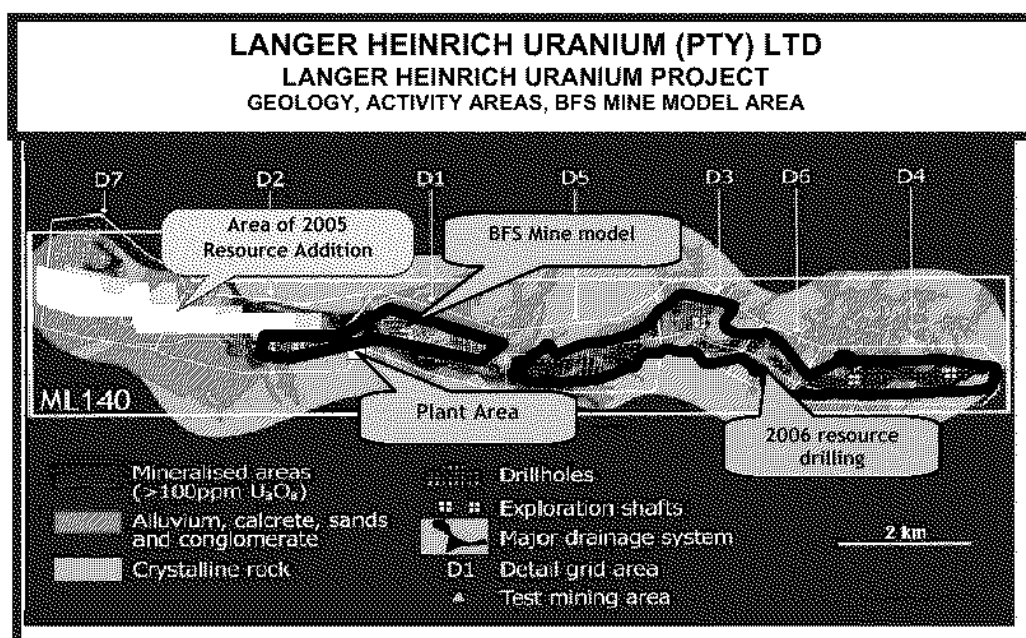 LANGER HEINRICH URANIUM (PTY) LTD
LANGER HEINRICH URANIUM PROJECT
GEOLOGY, ACTIVITY AREAS, BFS MINE MODEL AREA
D7 D2 D1 D5 D3 D6 D4
Area of 2005
Resource Addition
BFS Mine model
ML140
Plant Area
2006 resource
drilling
Mineralised areas
(>100ppm U₃O₈)
Alluvium, calcrete, sands
and conglomerate
Crystalline rock
Drillholes
Exploration shafts
Major drainage system
D1 Detail grid area
Test mining area
2 km